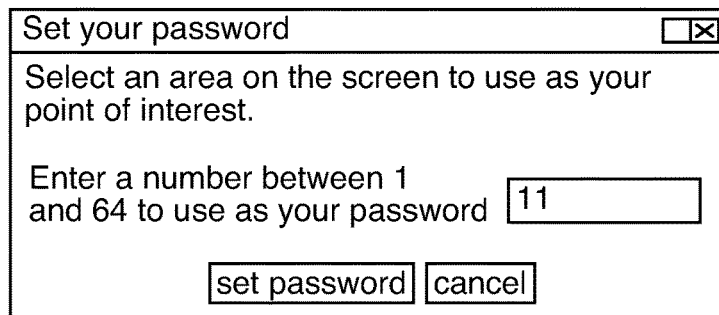 Set your password
Select an area on the screen to use as your
point of interest.
Enter a number between 1
and 64 to use as your password
11
set password cancel